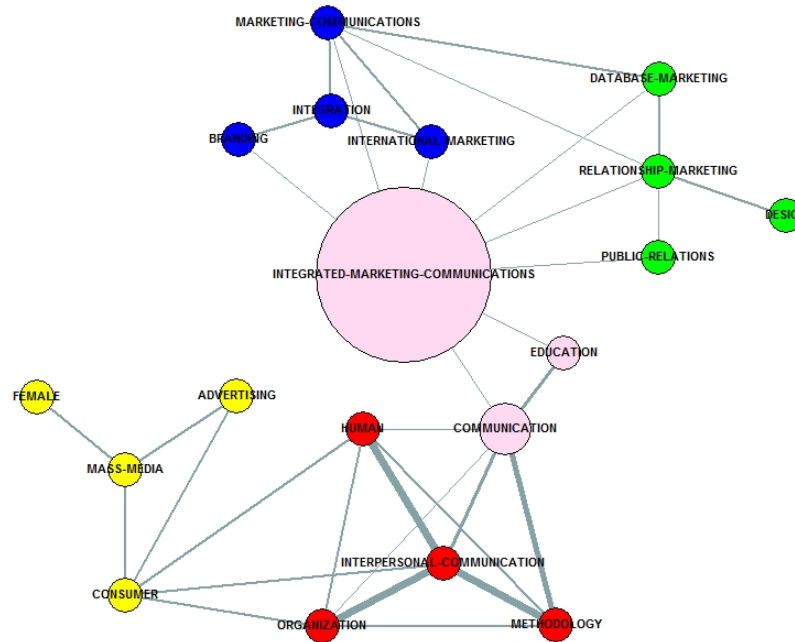 MARKETING-COMMUNICATIONS
DATABASE-MARKETING
INTEGRATION
BRANDING
INTERNATIONAL-MARKETING
RELATIONSHIP-MARKETING
DESIG
PUBLIC-RELATIONS
INTEGRATED-MARKETING-COMMUNICATIONS
EDUCATION
FEMALE
ADVERTISING
HUMAN
COMMUNICATION
MASS-MEDIA
INTERPERSONAL-COMMUNICATION
CONSUMER
ORGANIZATION
METHODOLOGY